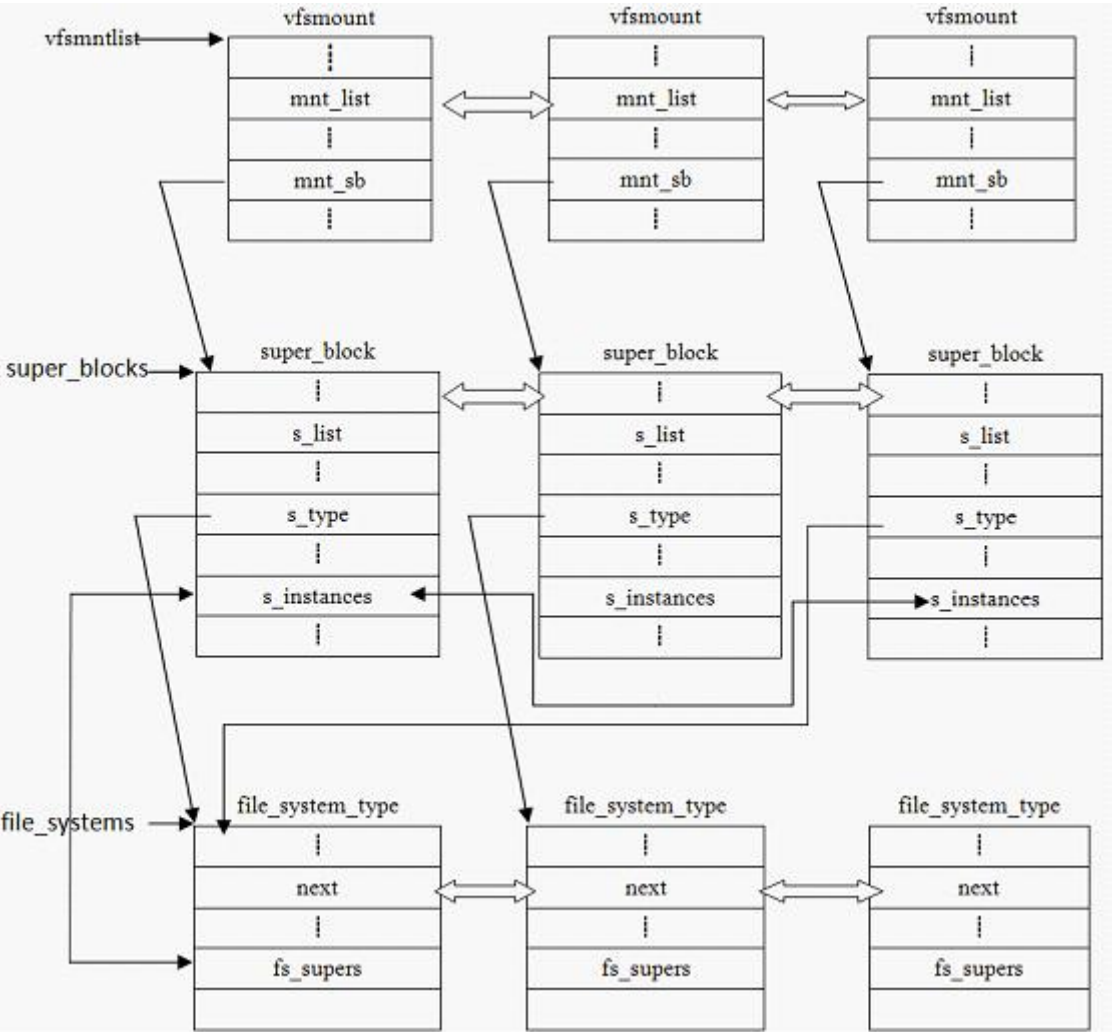 vfsmount vfsmount vfsmount
vfsmntlist
mnt_list mnt_list mnt_list
mnt_sb mnt_sb mnt_sb
super_block super_block super_block
super_blocks
s_list s_list s_list
s_type s_type s_type
s_instances s_instances s_instances
file_system_type file_system_type file_system_type
file_systems
next next next
fs_supers fs_supers fs_supers